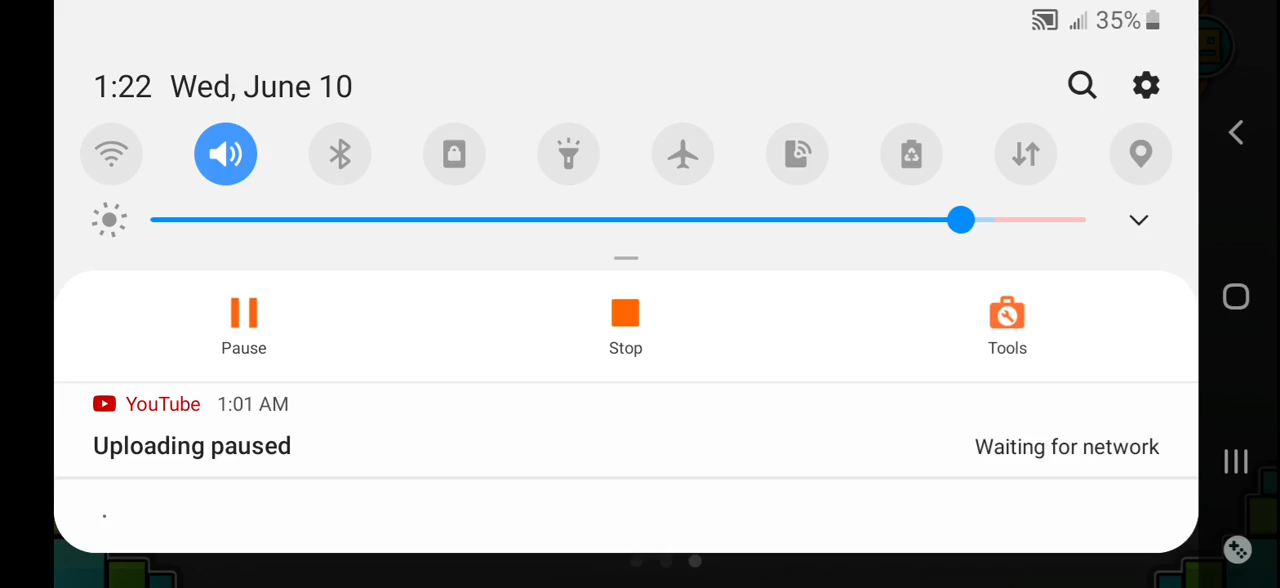 35%
1:22 Wed, June 10
Pause Stop Tools
YouTube 1:01 AM
Uploading paused Waiting for network
.